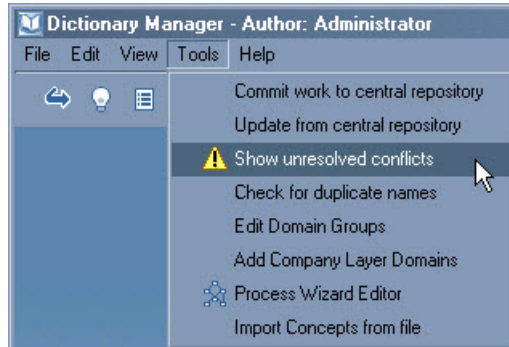 Dictionary Manager - Author: Administrator
File Edit View Tools Help
Commit work to central repository
Update from central repository
Show unresolved conflicts
Check for duplicate names
Edit Domain Groups
Add Company Layer Domains
Process Wizard Editor
Import Concepts from file